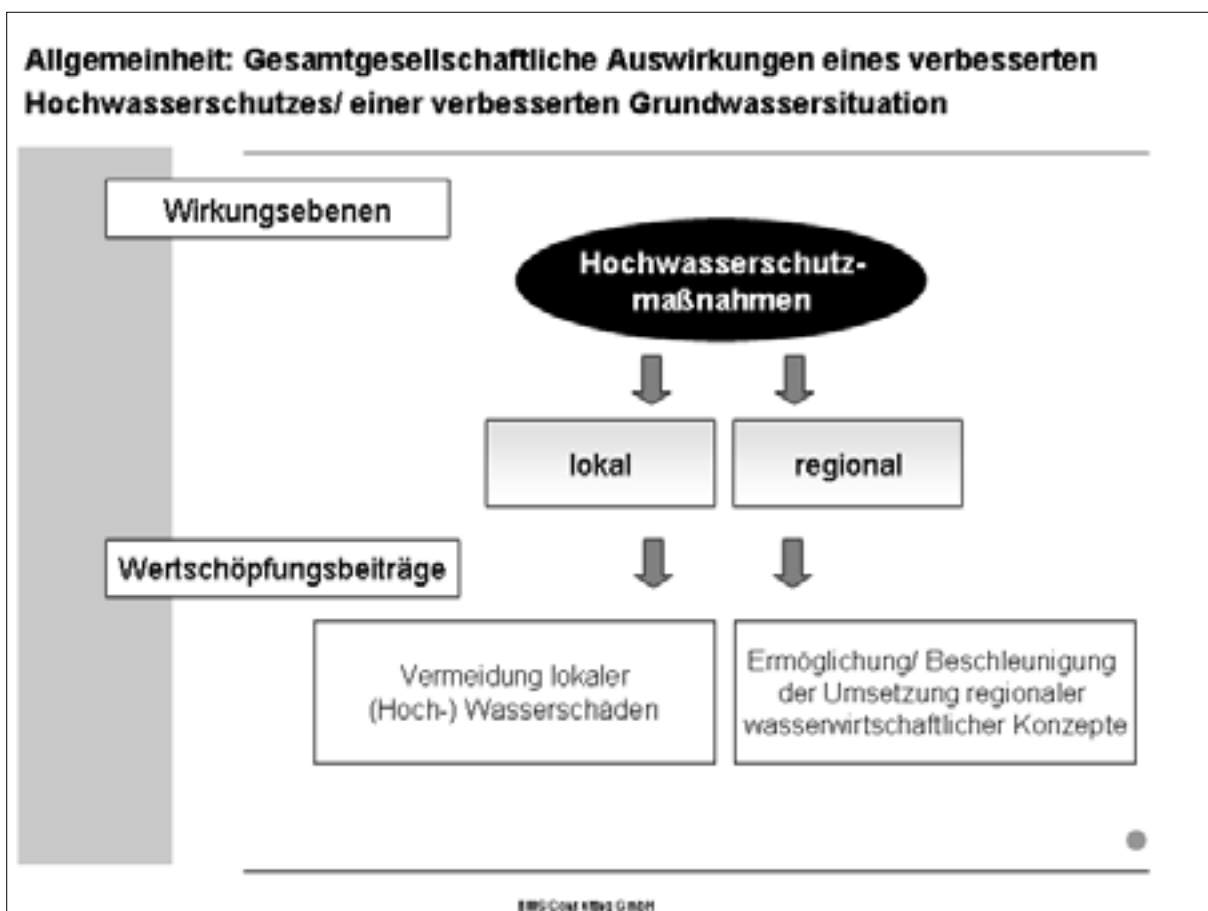 Allgemeinheit: Gesamtgesellschaftliche Auswirkungen eines verbesserten
Hochwasserschutzes/ einer verbesserten Grundwassersituation
Wirkungsebenen
Hochwasserschutz-
maßnahmen
lokal
regional
Wertschöpfungsbeiträge
Vermeidung lokaler
(Hoch-) Wasserschäden
Ermöglichung/ Beschleunigung
der Umsetzung regionaler
wasserwirtschaftlicher Konzepte
GmbH